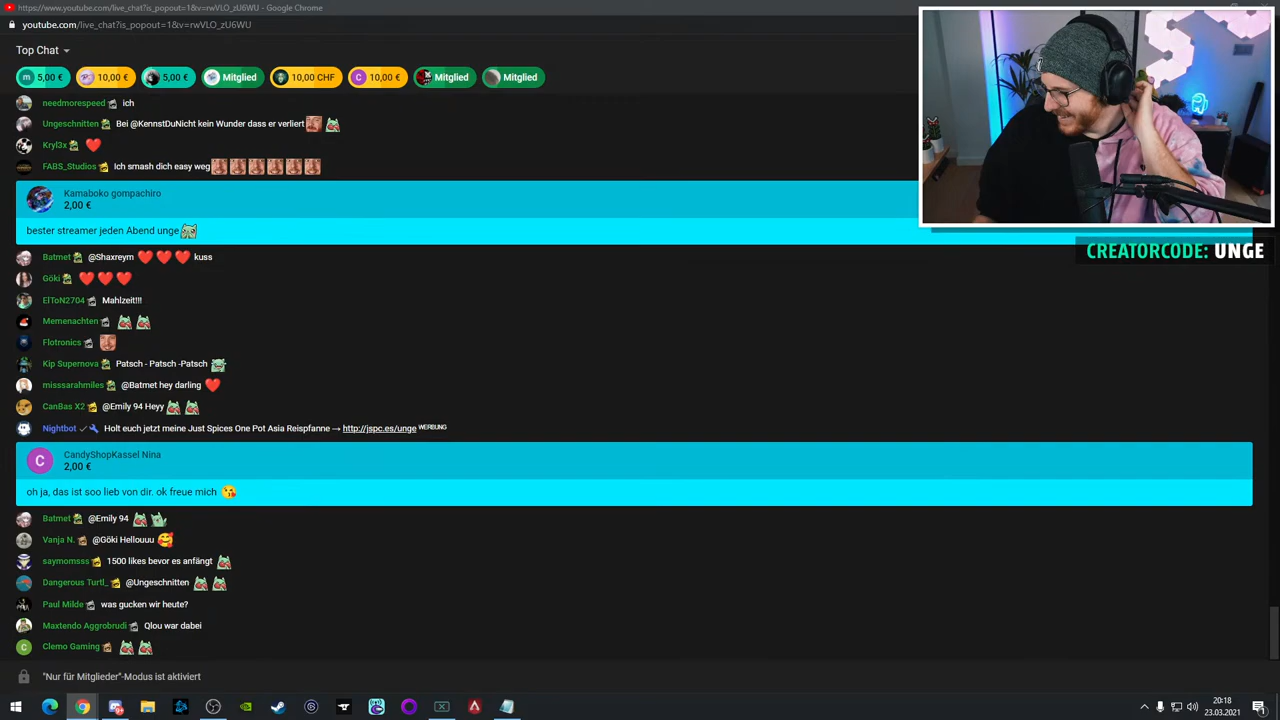 https://www.youtube.com/live_chat?is_popout=1&v=rwVLO_zU6WU - Google Chrome
youtube.com/live_chat?is_popout=1&v=rwVLO_zU6WU
Top Chat
m 5,00 € 10,00 € 5,00 € Mitglied 10,00 CHF C 10,00 € Mitglied Mitglied
needmorespeed ich
Ungeschnitten Bei @KennstDuNicht kein Wunder dass er verliert
Kryl3x
FABS_Studios Ich smash dich easy weg
Kamaboko gompachiro
2,00 €
bester streamer jeden Abend unge
CREATORCODE: UNGE
Batmet @Shaxreym kuss
Göki
ElToN2704 Mahlzeit!!!
Memenachten
Flotronics
Kip Supernova Patsch - Patsch -Patsch
misssarahmiles @Batmet hey darling
CanBas X2 @Emily 94 Heyy
Nightbot Holt euch jetzt meine Just Spices One Pot Asia Reispfanne → http://jspc.es/unge WERBUNG
C CandyShopKassel Nina
2,00 €
oh ja, das ist soo lieb von dir. ok freue mich
Batmet @Emily 94
Vanja N. @Göki Hellouuu
saymomsss 1500 likes bevor es anfängt
Dangerous Turtl_ @Ungeschnitten
Paul Milde was gucken wir heute?
Maxtendo Aggrobrudi Qlou war dabei
C Clemo Gaming
"Nur für Mitglieder"-Modus ist aktiviert
20:18
23.03.2021